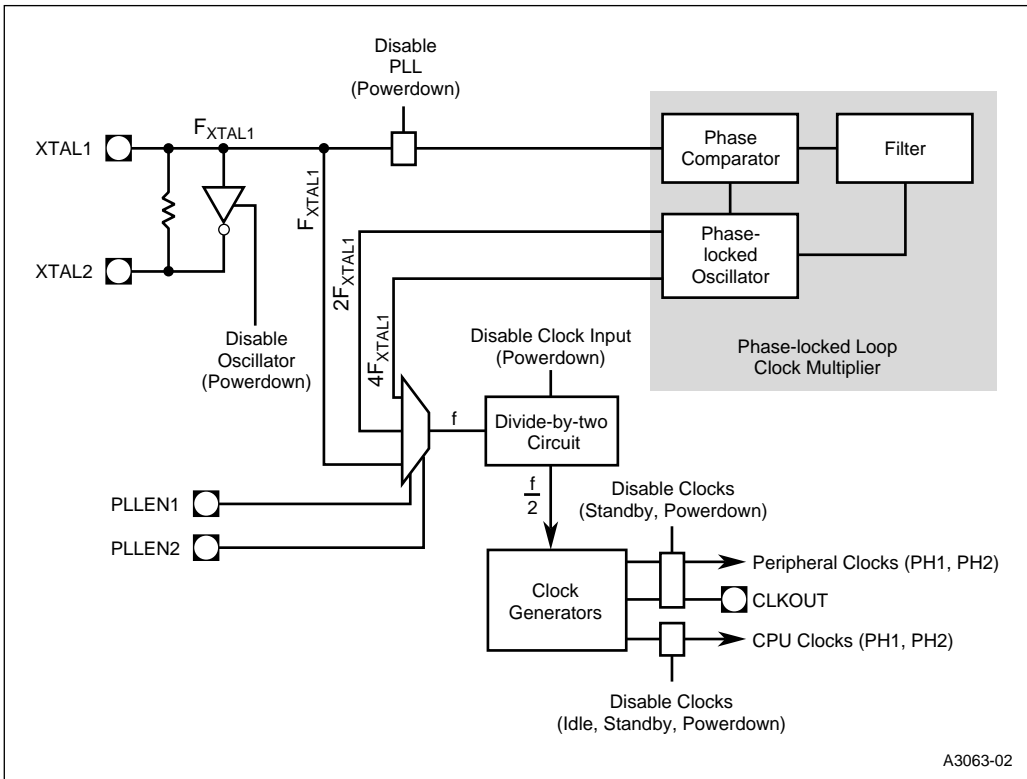 Disable
PLL
(Powerdown)
XTAL1
FXTAL1
Phase
Comparator
Filter
FXTAL1
2FXTAL1
4FXTAL1
Phase-
locked
Oscillator
XTAL2
Disable
Oscillator
(Powerdown)
Disable Clock Input
(Powerdown)
Phase-locked Loop
Clock Multiplier
f
Divide-by-two
Circuit
f
2
PLLEN1
PLLEN2
Disable Clocks
(Standby, Powerdown)
Clock
Generators
Peripheral Clocks (PH1, PH2)
CLKOUT
CPU Clocks (PH1, PH2)
Disable Clocks
(Idle, Standby, Powerdown)
A3063-02